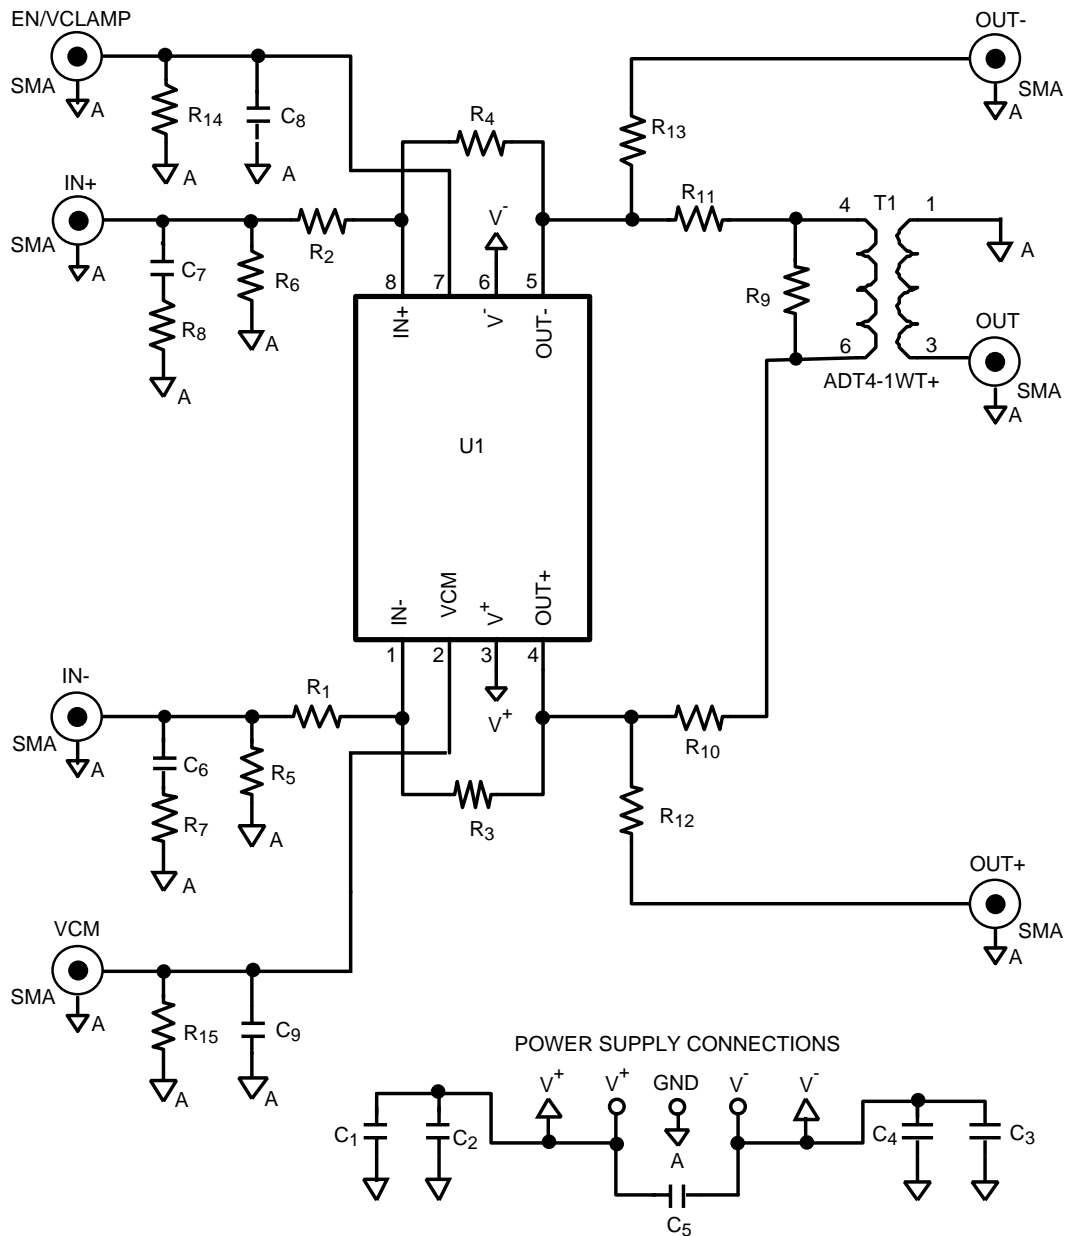 EN/VCLAMP
OUT-
SMA
A
R14
C8
A
A
R4
R13
SMA
A
IN+
SMA
A
C7
R8
A
R6
A
R2
V-
R11
R9
4
T1
1
A
6
3
ADT4-1WT+
OUT
SMA
A
8
7
6
5
IN+
V-
OUT-
U1
IN-
VCM
V+
OUT+
1
2
3
4
V+
IN-
SMA
A
R1
C6
R7
A
R5
A
R3
R10
R12
OUT+
SMA
A
VCM
SMA
A
R15
A
C9
A
POWER SUPPLY CONNECTIONS
V+
V+
GND
V-
V-
C1
C2
A
C4
C3
C5